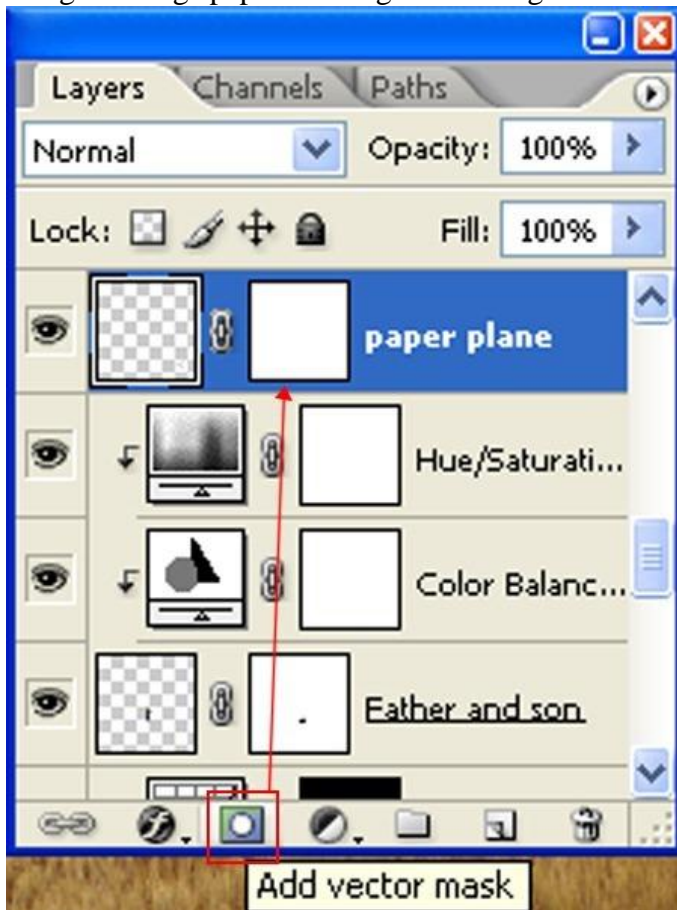 Layers Channels Paths
Normal Opacity: 100%
Lock: Fill: 100%
paper plane
Hue/Saturati...
Color Balanc...
Father and son
Add vector mask